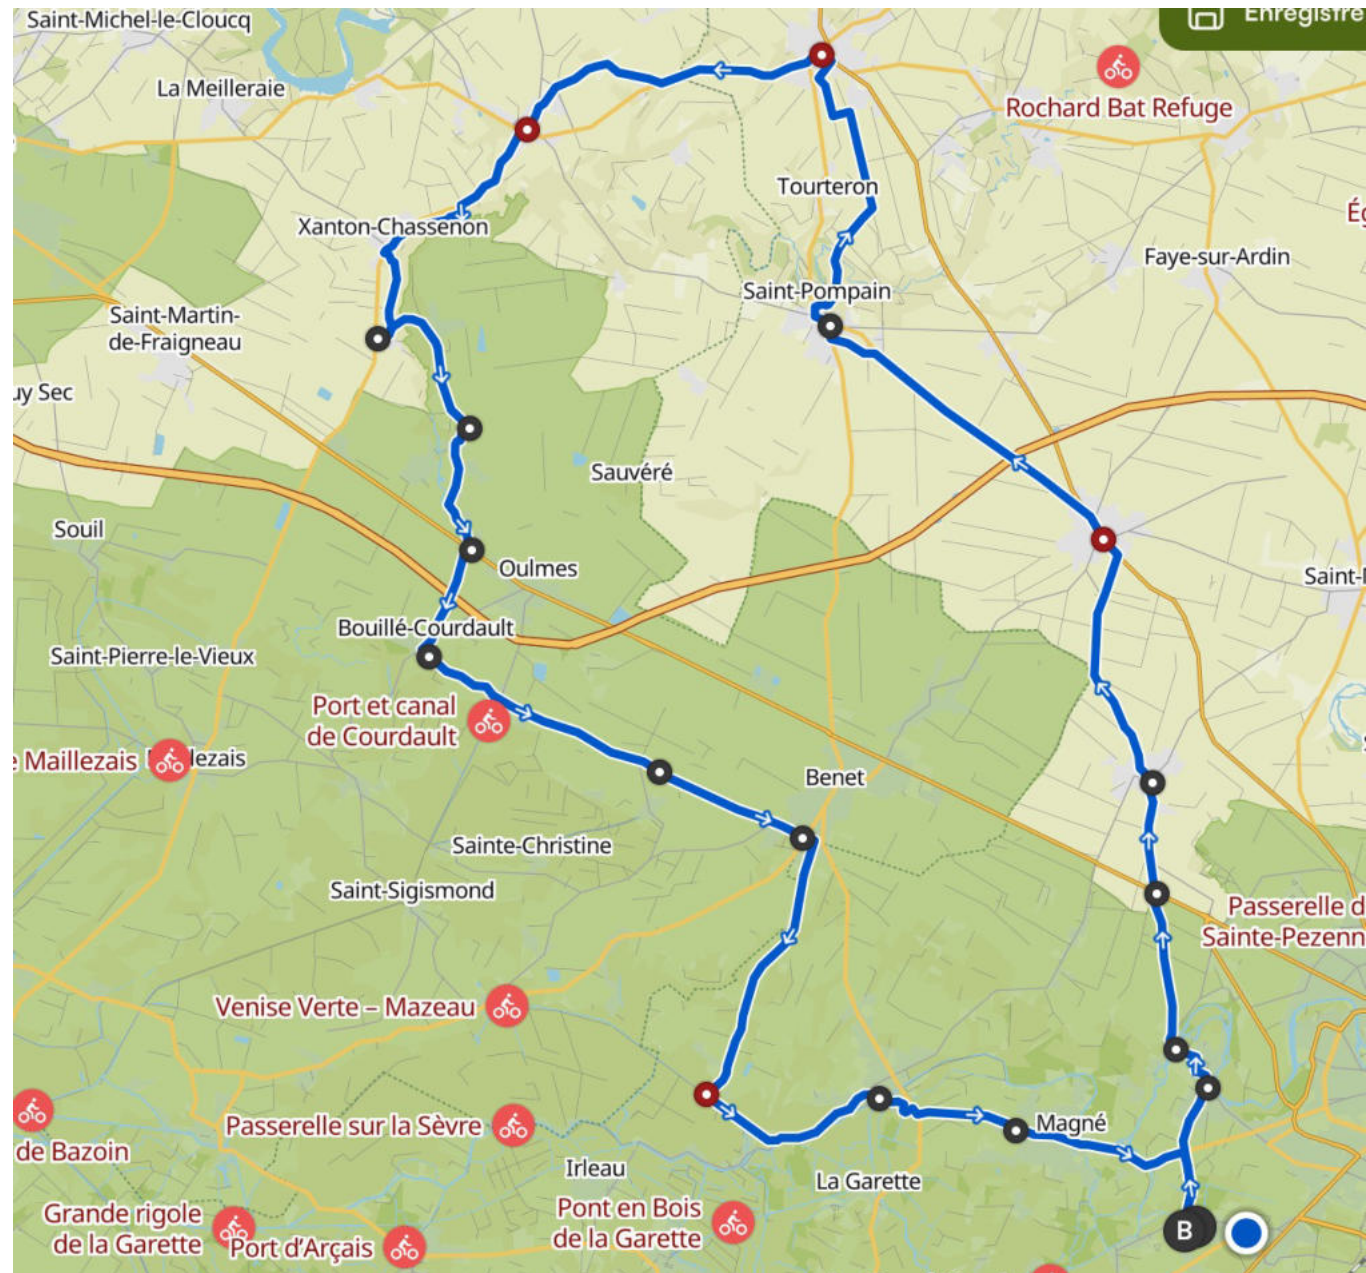 Saint-Michel-le-Cloucq
Enregistre
La Meilleraie
Rochard Bat Refuge
Tourteron
Xanton-Chassenon
Ég
Faye-sur-Ardin
Saint-Pompain
Saint-Martin-
de-Fraigneau
uy Sec
Sauvéré
Souil
Oulmes
Saint-
Bouillé-Courdault
Saint-Pierre-le-Vieux
Port et canal
de Courdault
e Maillezais
lezais
Benet
Sainte-Christine
Saint-Sigismond
Passerelle d
Sainte-Pezenn
Venise Verte – Mazeau
Passerelle sur la Sèvre
Magné
de Bazoin
Irleau
La Garette
Pont en Bois
de la Garette
Grande rigole
de la Garette
Port d'Arçais
B